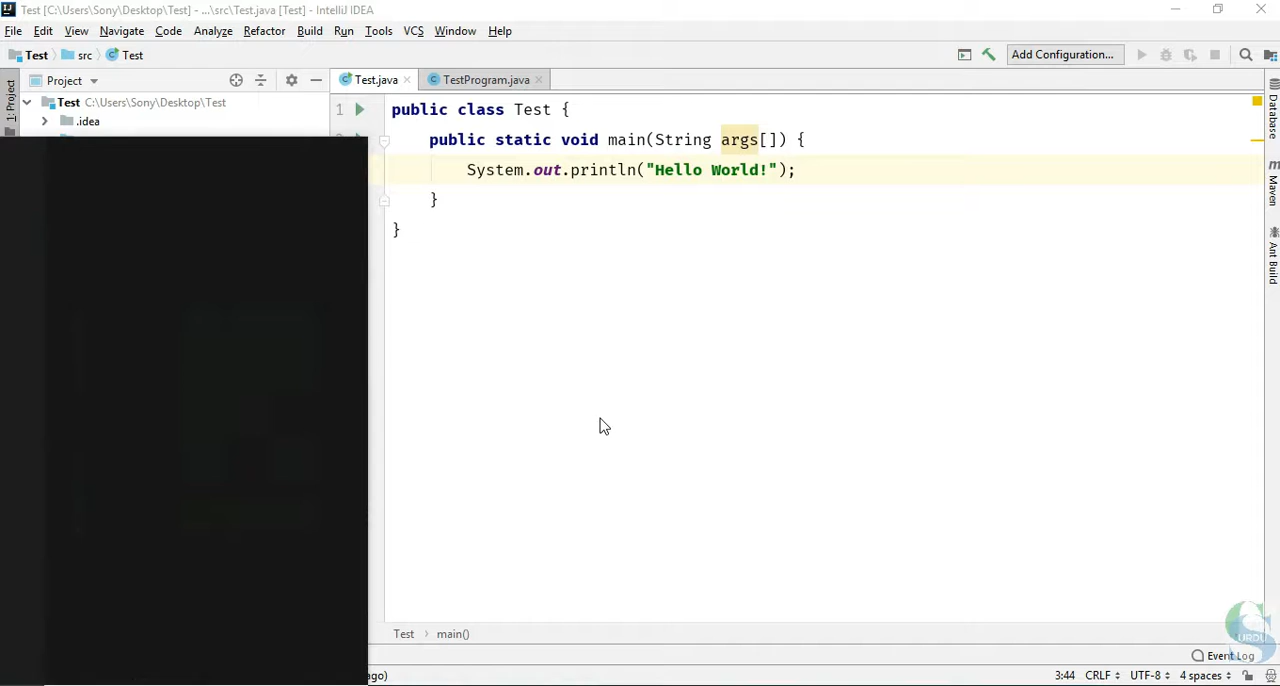 Test [C:\Users\Sony\Desktop\Test] - ...\src\Test.java [Test] - IntelliJ IDEA
File Edit View Navigate Code Analyze Refactor Build Run Tools VCS Window Help
Test src Test Add Configuration...
1: Project
Project
Test.java TestProgram.java
Test C:\Users\Sony\Desktop\Test
.idea
1 public class Test {
public static void main(String args[]) {
System.out.println("Hello World!");
}
}
Database
Maven
Ant Build
Test main()
URDU
Event Log
ago) 3:44 CRLF UTF-8 4 spaces